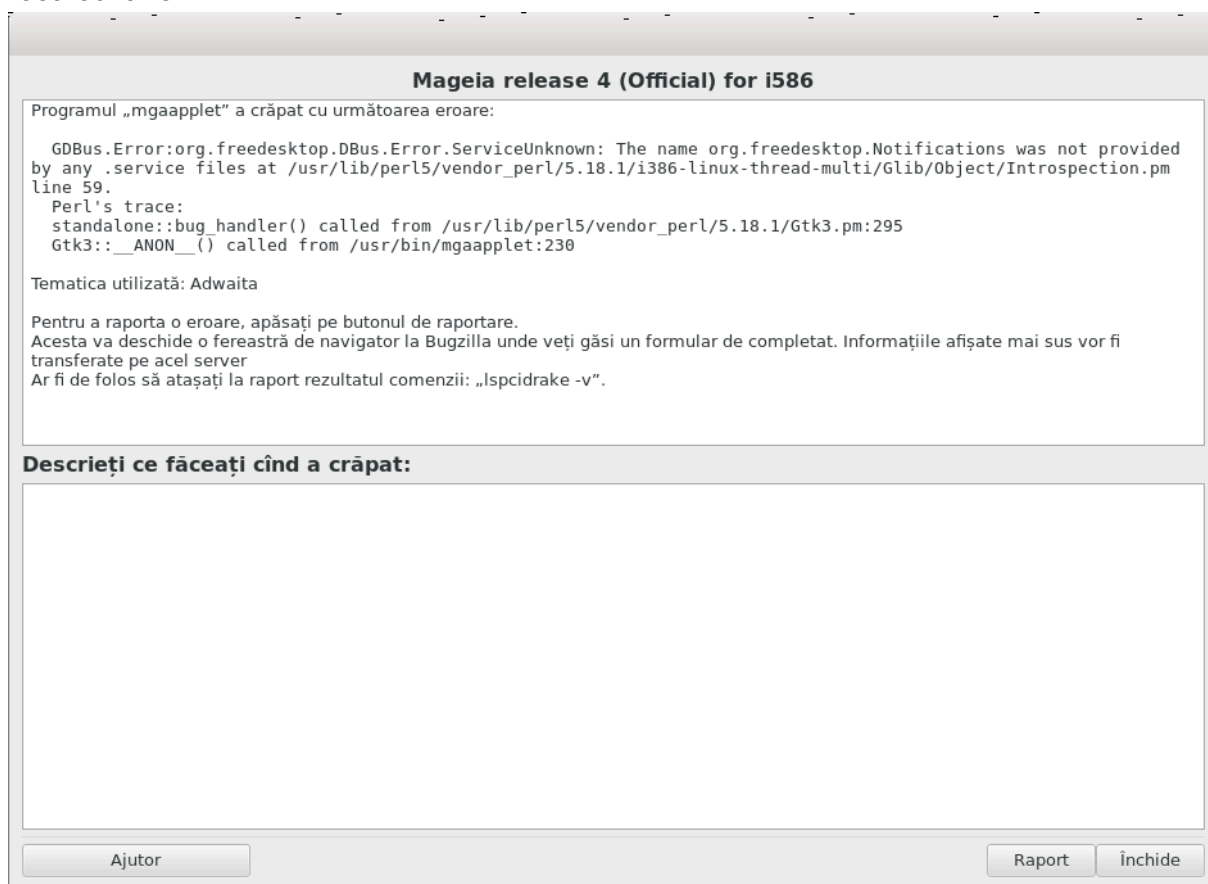 Mageia release 4 (Official) for i586
Programul „mgaapplet” a crăpat cu următoarea eroare:
GDBus.Error:org.freedesktop.DBus.Error.ServiceUnknown: The name org.freedesktop.Notifications was not provided
by any .service files at /usr/lib/perl5/vendor_perl/5.18.1/i386-linux-thread-multi/Glib/Object/Introspection.pm
line 59.
Perl's trace:
standalone::bug_handler() called from /usr/lib/perl5/vendor_perl/5.18.1/Gtk3.pm:295
Gtk3::__ANON__() called from /usr/bin/mgaapplet:230
Tematica utilizată: Adwaita
Pentru a raporta o eroare, apăsați pe butonul de raportare.
Acesta va deschide o fereastră de navigator la Bugzilla unde veți găsi un formular de completat. Informațiile afișate mai sus vor fi
transferate pe acel server
Ar fi de folos să atașați la raport rezultatul comenzii: „lspcidrake -v”.
Descrieți ce făceați cînd a crăpat:
Ajutor
Raport
Închide